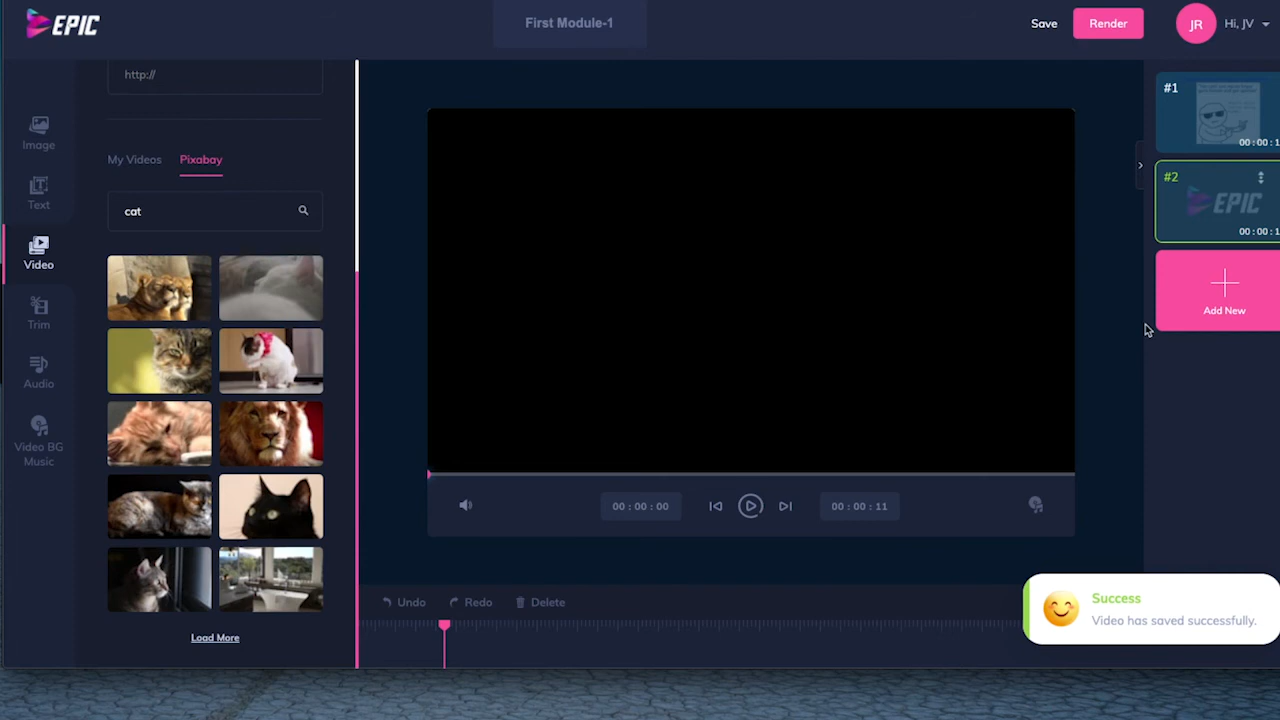 EPIC
First Module-1
Save
Render
JR
Hi, JV
http://
Image
Text
Video
Trim
Audio
Video BG
Music
My Videos
Pixabay
cat
Load More
00 : 00 : 00
00 : 00 : 11
Undo
Redo
Delete
#1
00 : 00 : 1
#2
EPIC
00 : 00 : 1
Add New
Success
Video has saved successfully.